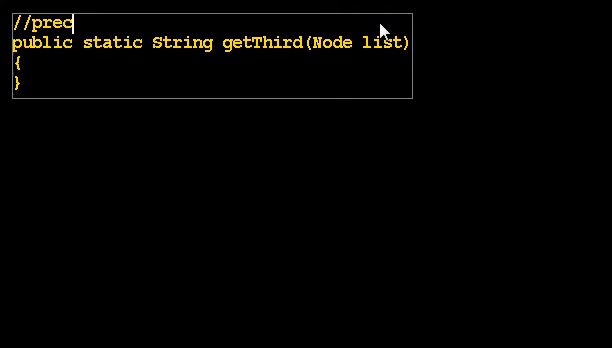 //prec
public static String getThird(Node list)
{
}